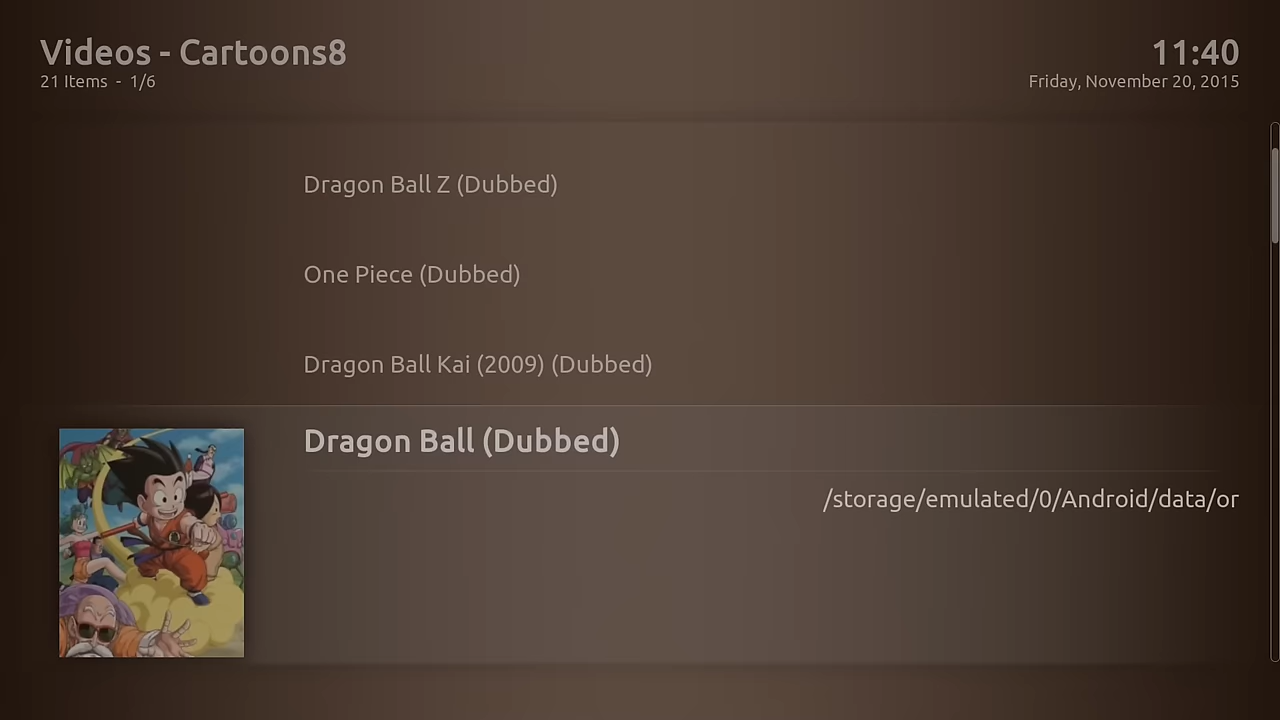 Videos - Cartoons8
21 Items - 1/6
11:40
Friday, November 20, 2015
Dragon Ball Z (Dubbed)
One Piece (Dubbed)
Dragon Ball Kai (2009) (Dubbed)
Dragon Ball (Dubbed)
/storage/emulated/0/Android/data/or